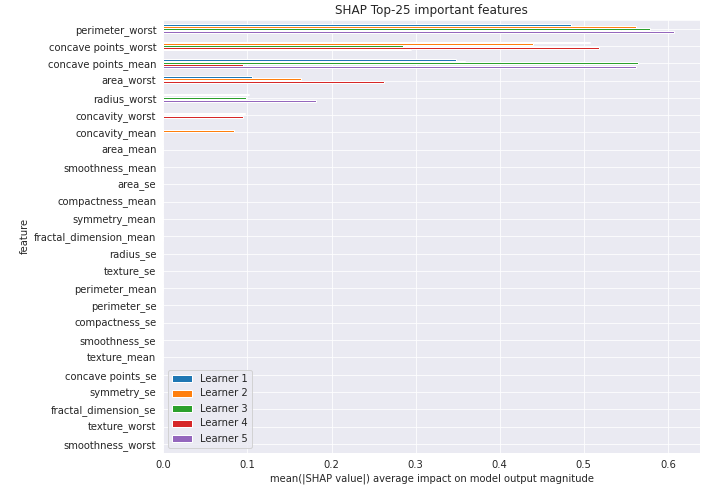 SHAP Top-25 important features
perimeter_worst
concave points_worst
concave points_mean
area_worst
radius_worst
concavity_worst
concavity_mean
area_mean
smoothness_mean
area_se
compactness_mean
symmetry_mean
fractal_dimension_mean
radius_se
texture_se
perimeter_mean
perimeter_se
compactness_se
smoothness_se
texture_mean
concave points_se
symmetry_se
fractal_dimension_se
texture_worst
smoothness_worst
feature
Learner 1
Learner 2
Learner 3
Learner 4
Learner 5
0.0 0.1 0.2 0.3 0.4 0.5 0.6
mean(|SHAP value|) average impact on model output magnitude